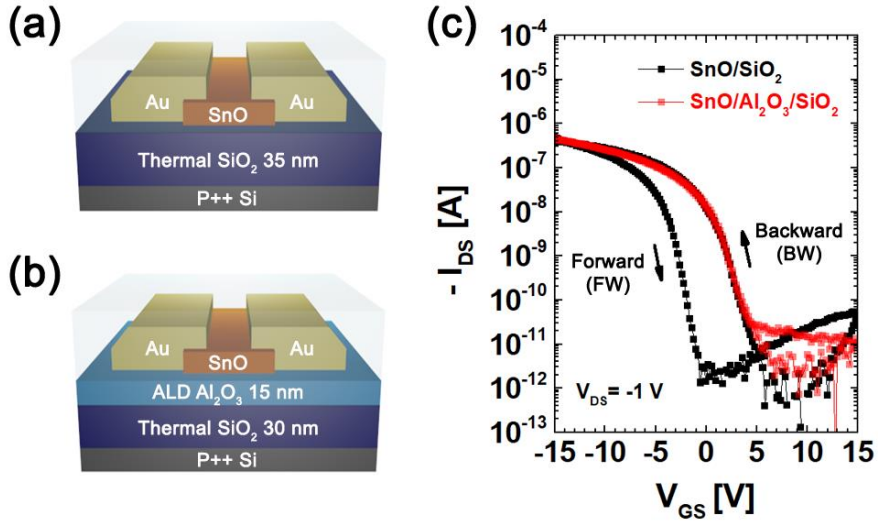 (a)
Au
Au
SnO
Thermal SiO₂ 35 nm
P++ Si
(b)
Au
Au
SnO
ALD Al₂O₃ 15 nm
Thermal SiO₂ 30 nm
P++ Si
(c)
10⁻⁴
10⁻⁵
10⁻⁶
10⁻⁷
10⁻⁸
10⁻⁹
10⁻¹⁰
10⁻¹¹
10⁻¹²
10⁻¹³
- I_DS [A]
SnO/SiO₂
SnO/Al₂O₃/SiO₂
Forward
(FW)
Backward
(BW)
V_DS= -1 V
-15 -10 -5 0 5 10 15
V_GS [V]